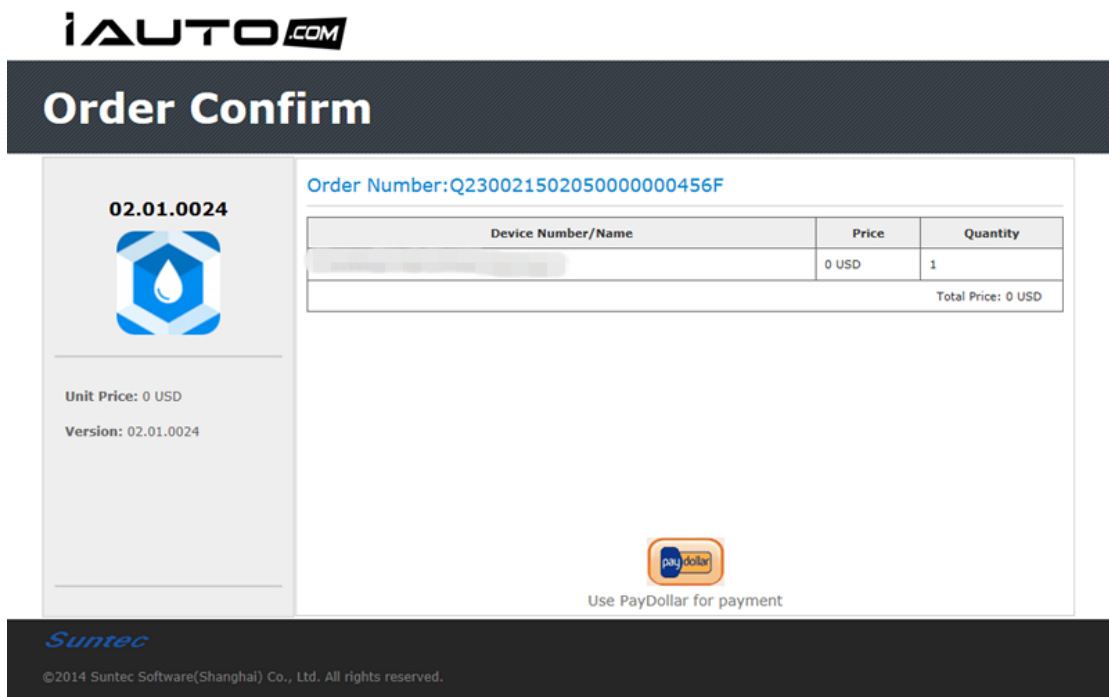 iAUTO.COM
Order Confirm
02.01.0024
Unit Price: 0 USD
Version: 02.01.0024
Order Number:Q2300215020500000000456F
Device Number/Name Price Quantity
0 USD 1
Total Price: 0 USD
pay dollar
Use PayDollar for payment
Suntec
©2014 Suntec Software(Shanghai) Co., Ltd. All rights reserved.